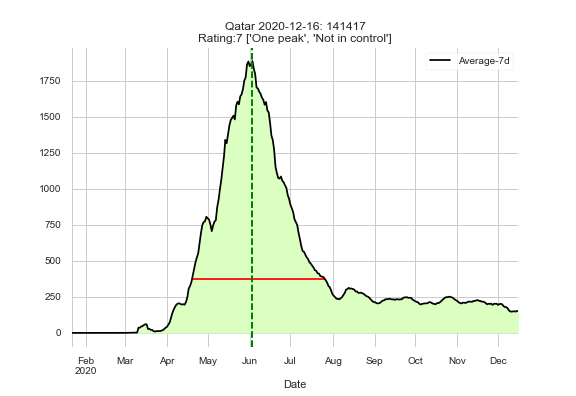 Qatar 2020-12-16: 141417
Rating:7 ['One peak', 'Not in control']
Average-7d
1750
1500
1250
1000
750
500
250
0
Feb Mar Apr May Jun Jul Aug Sep Oct Nov Dec
2020
Date